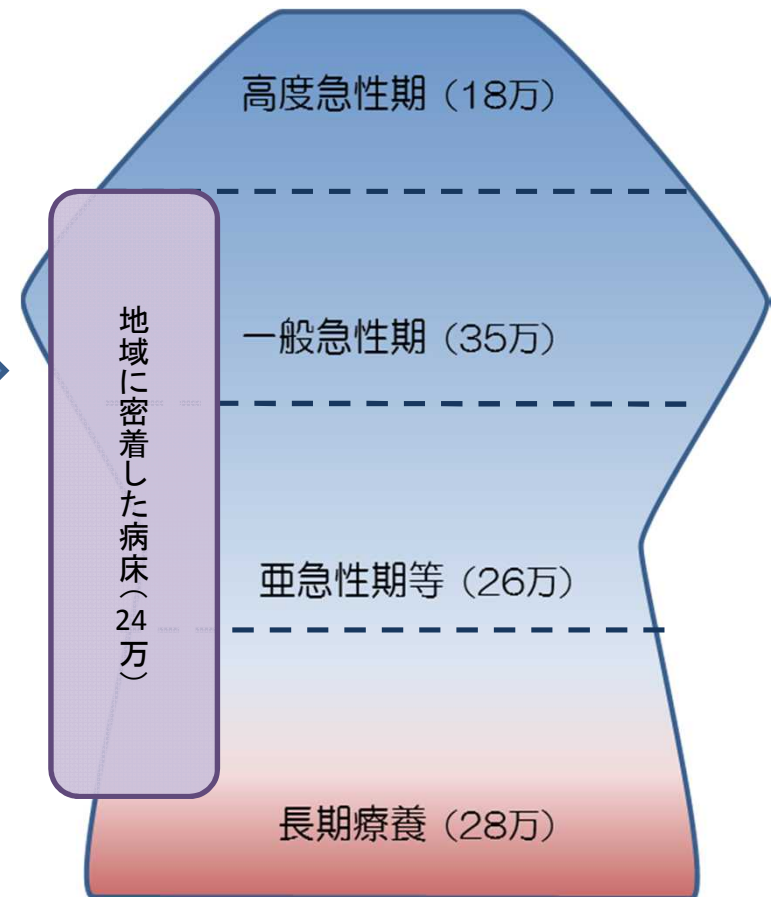 高度急性期（18万）
一般急性期（35万）
地域に密着した病床（24万）
亜急性期等（26万）
長期療養（28万）